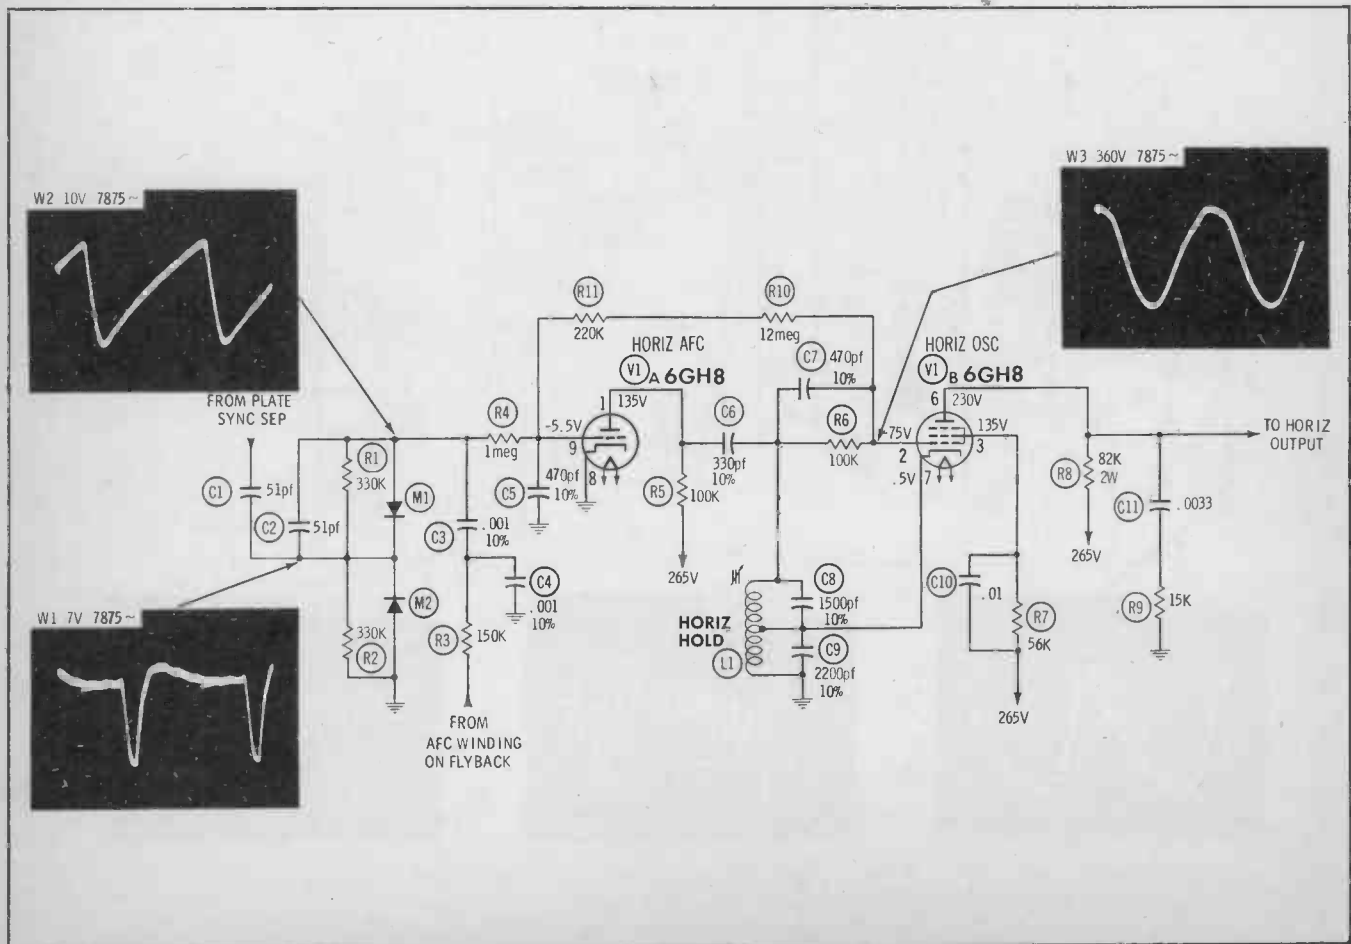 W3 360V 7875~
W2 10V 7875~
FROM PLATE
SYNC SEP
R11
220K
R10
12meg
HORIZ AFC
V1 A 6GH8
C7 470pf
10%
HORIZ OSC
V1 B 6GH8
1 135V
6 230V
R4
1meg
-5.5V
9
8
C6
330pf
10%
R6
100K
-75V
2
135V
3
.5V 7
TO HORIZ
OUTPUT
C1 51pf
R1
330K
M1
C2 51pf
C3 .001
10%
470pf
C5 10%
R5
100K
265V
R8 82K
2W
265V
C11 .0033
R9 15K
C4
.001
10%
M2
330K
R2
R3 150K
FROM
AFC WINDING
ON FLYBACK
HORIZ
HOLD
L1
C8
1500pf
10%
C9
2200pf
10%
C10 .01
R7
56K
265V
W1 7V 7875~